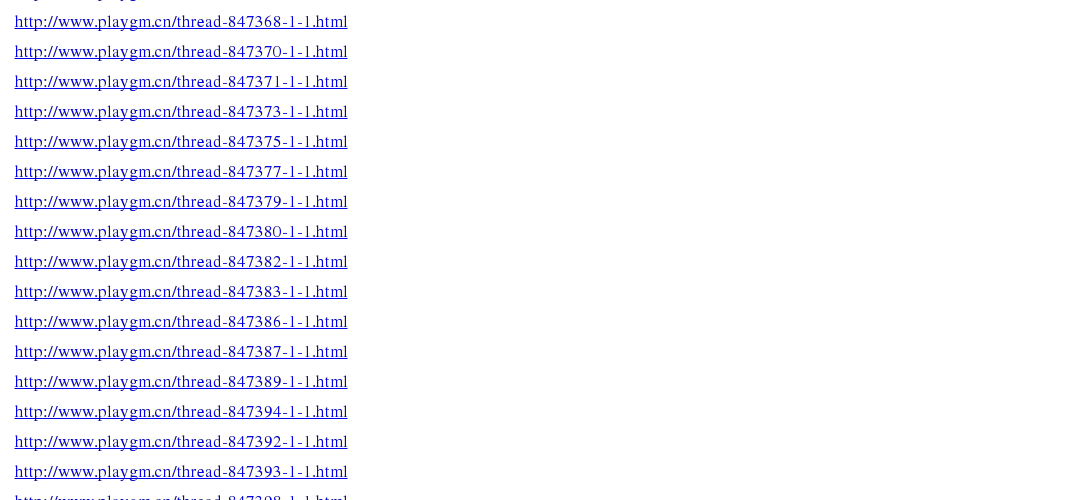 http://www.playgm.cn/thread-847368-1-1.html
http://www.playgm.cn/thread-847370-1-1.html
http://www.playgm.cn/thread-847371-1-1.html
http://www.playgm.cn/thread-847373-1-1.html
http://www.playgm.cn/thread-847375-1-1.html
http://www.playgm.cn/thread-847377-1-1.html
http://www.playgm.cn/thread-847379-1-1.html
http://www.playgm.cn/thread-847380-1-1.html
http://www.playgm.cn/thread-847382-1-1.html
http://www.playgm.cn/thread-847383-1-1.html
http://www.playgm.cn/thread-847386-1-1.html
http://www.playgm.cn/thread-847387-1-1.html
http://www.playgm.cn/thread-847389-1-1.html
http://www.playgm.cn/thread-847394-1-1.html
http://www.playgm.cn/thread-847392-1-1.html
http://www.playgm.cn/thread-847393-1-1.html